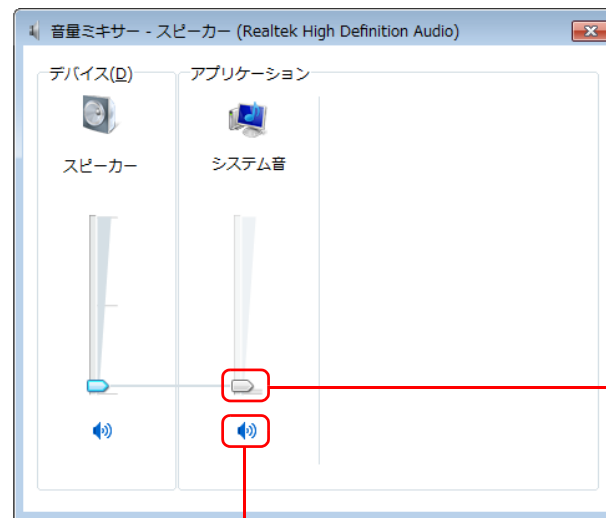 音量ミキサー - スピーカー (Realtek High Definition Audio)
デバイス(D)
アプリケーション
スピーカー
システム音